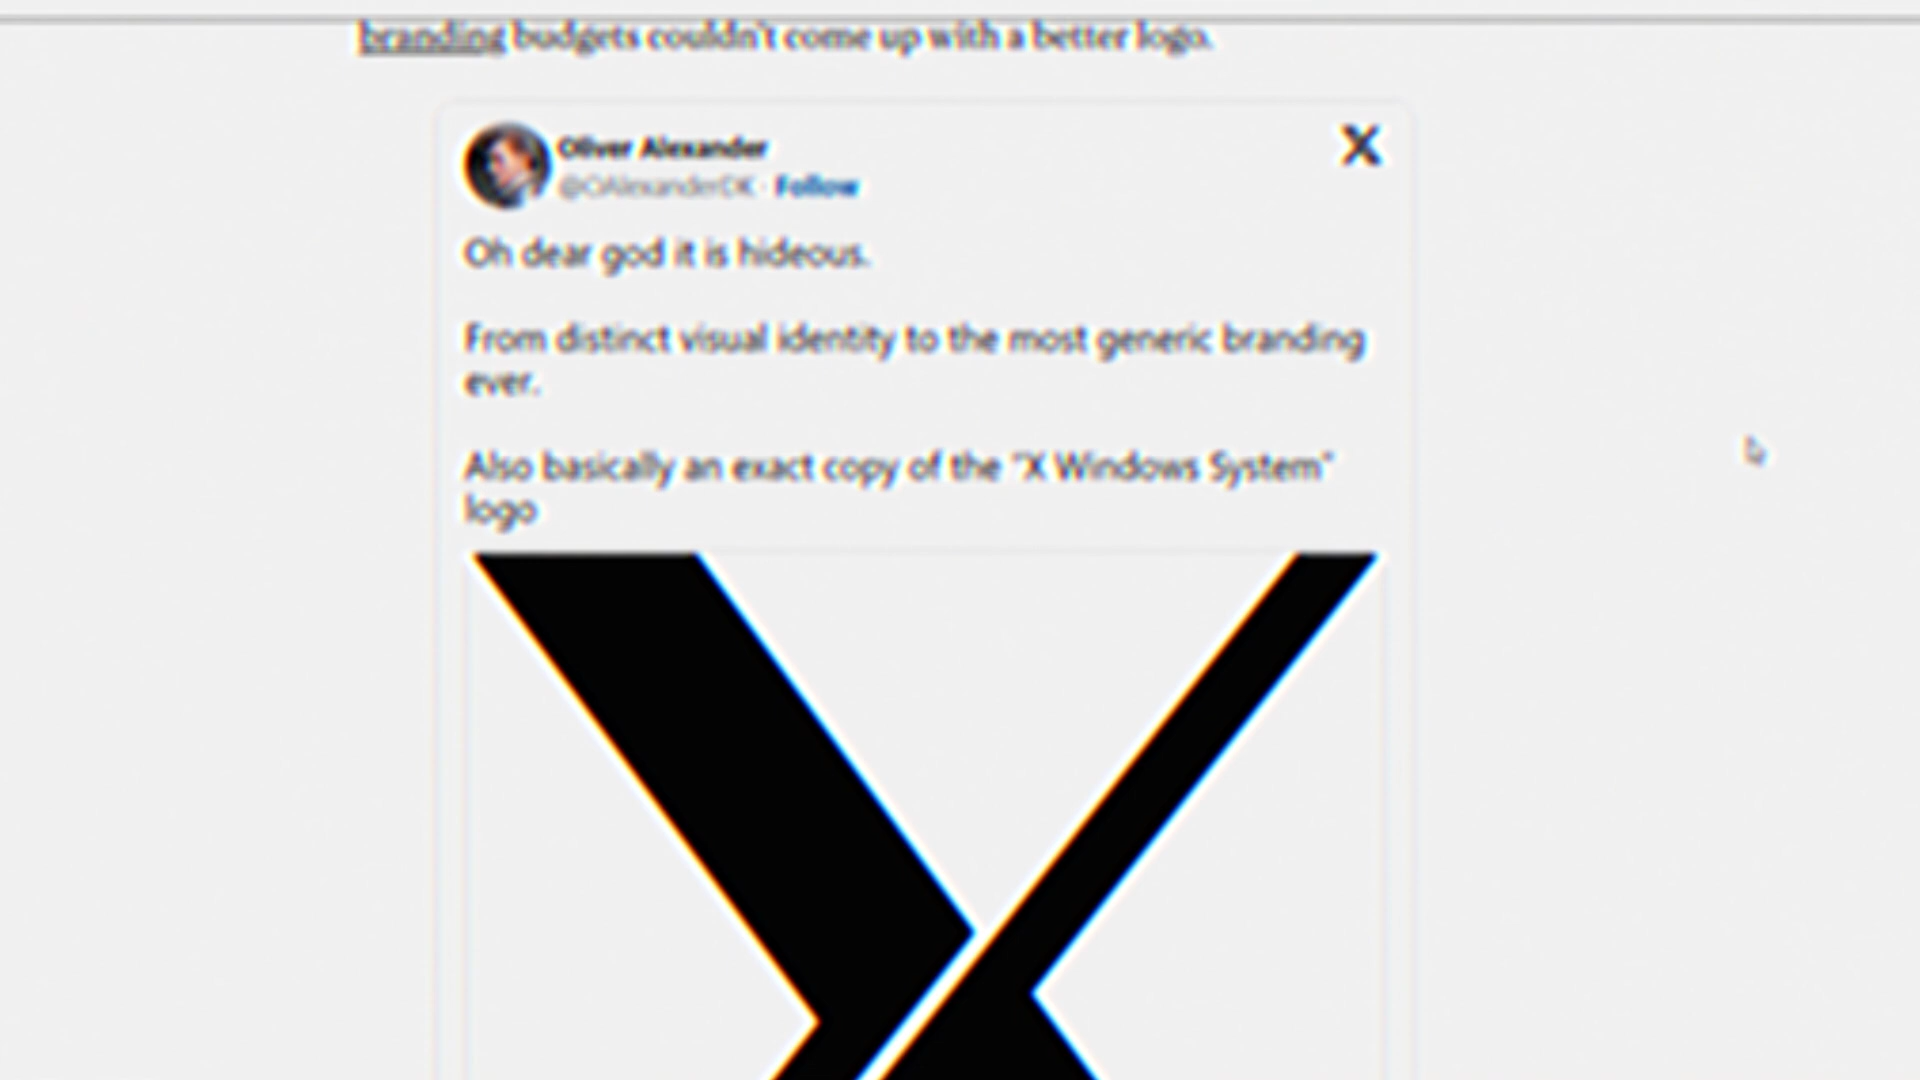 branding budgets couldn't come up with a better logo.
Oliver Alexander
X
@OAlexanderDK · Follow
Oh dear god it is hideous.
From distinct visual identity to the most generic branding
ever.
Also basically an exact copy of the "X Windows System"
logo
X